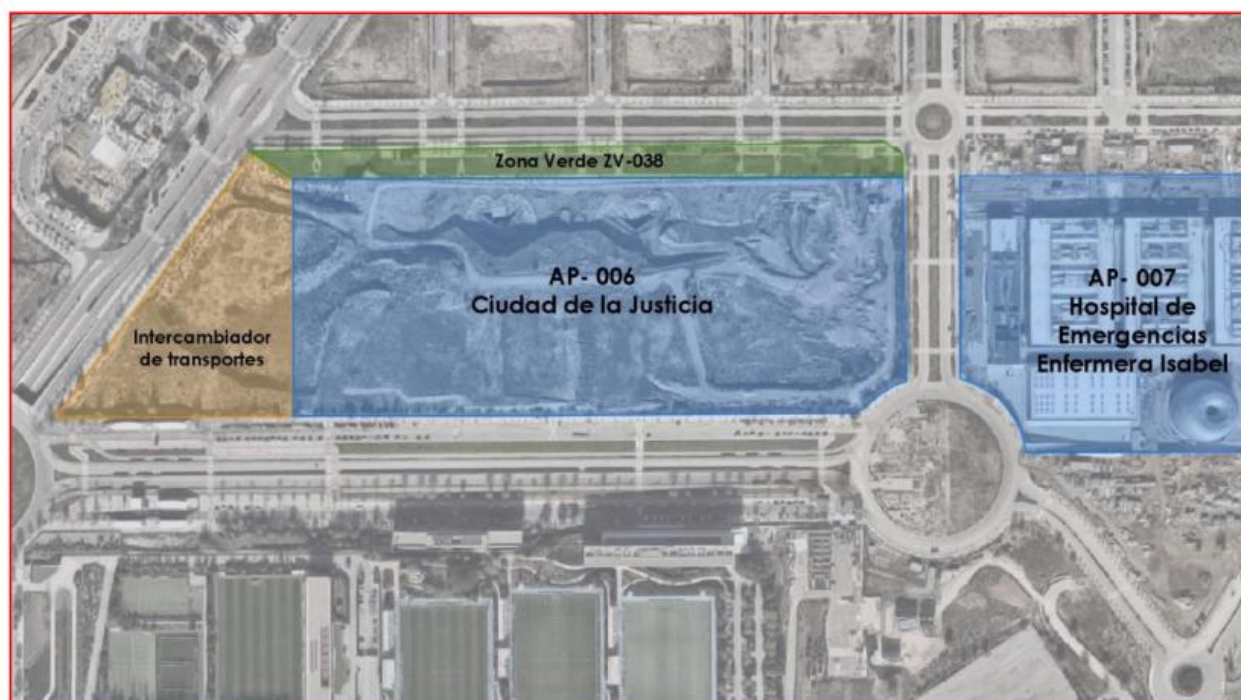 Zona Verde ZV-038
AP- 006
Ciudad de la Justicia
AP- 007
Hospital de
Emergencias
Enfermera Isabel
Intercambiador
de transportes